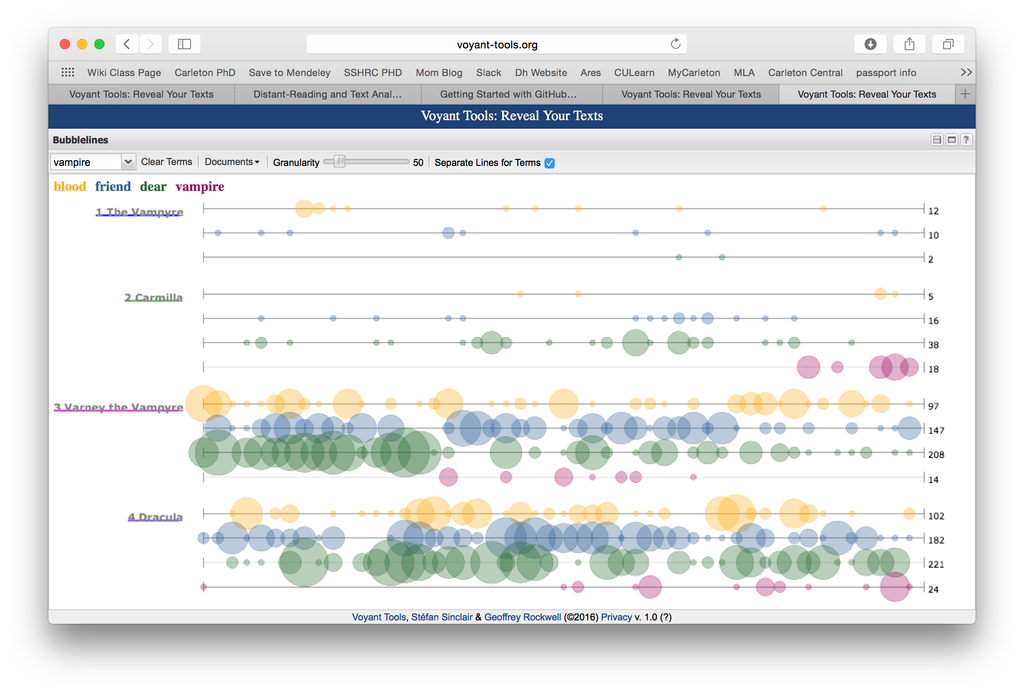 voyant-tools.org
Wiki Class Page Carleton PhD Save to Mendeley SSHRC PHD Mom Blog Slack Dh Website Ares CULearn MyCarleton MLA Carleton Central passport info >>
Voyant Tools: Reveal Your Texts Distant-Reading and Text Anal... Getting Started with GitHub... Voyant Tools: Reveal Your Texts Voyant Tools: Reveal Your Texts +
Voyant Tools: Reveal Your Texts
Bubblelines ?
vampire Clear Terms Documents Granularity 50 Separate Lines for Terms
blood friend dear vampire
1 The Vampyre 12
10
2
2 Carmilla 5
16
38
18
3 Varney the Vampyre 97
147
208
14
4 Dracula 102
182
221
24
Voyant Tools, Stéfan Sinclair & Geoffrey Rockwell (©2016) Privacy v. 1.0 (?)